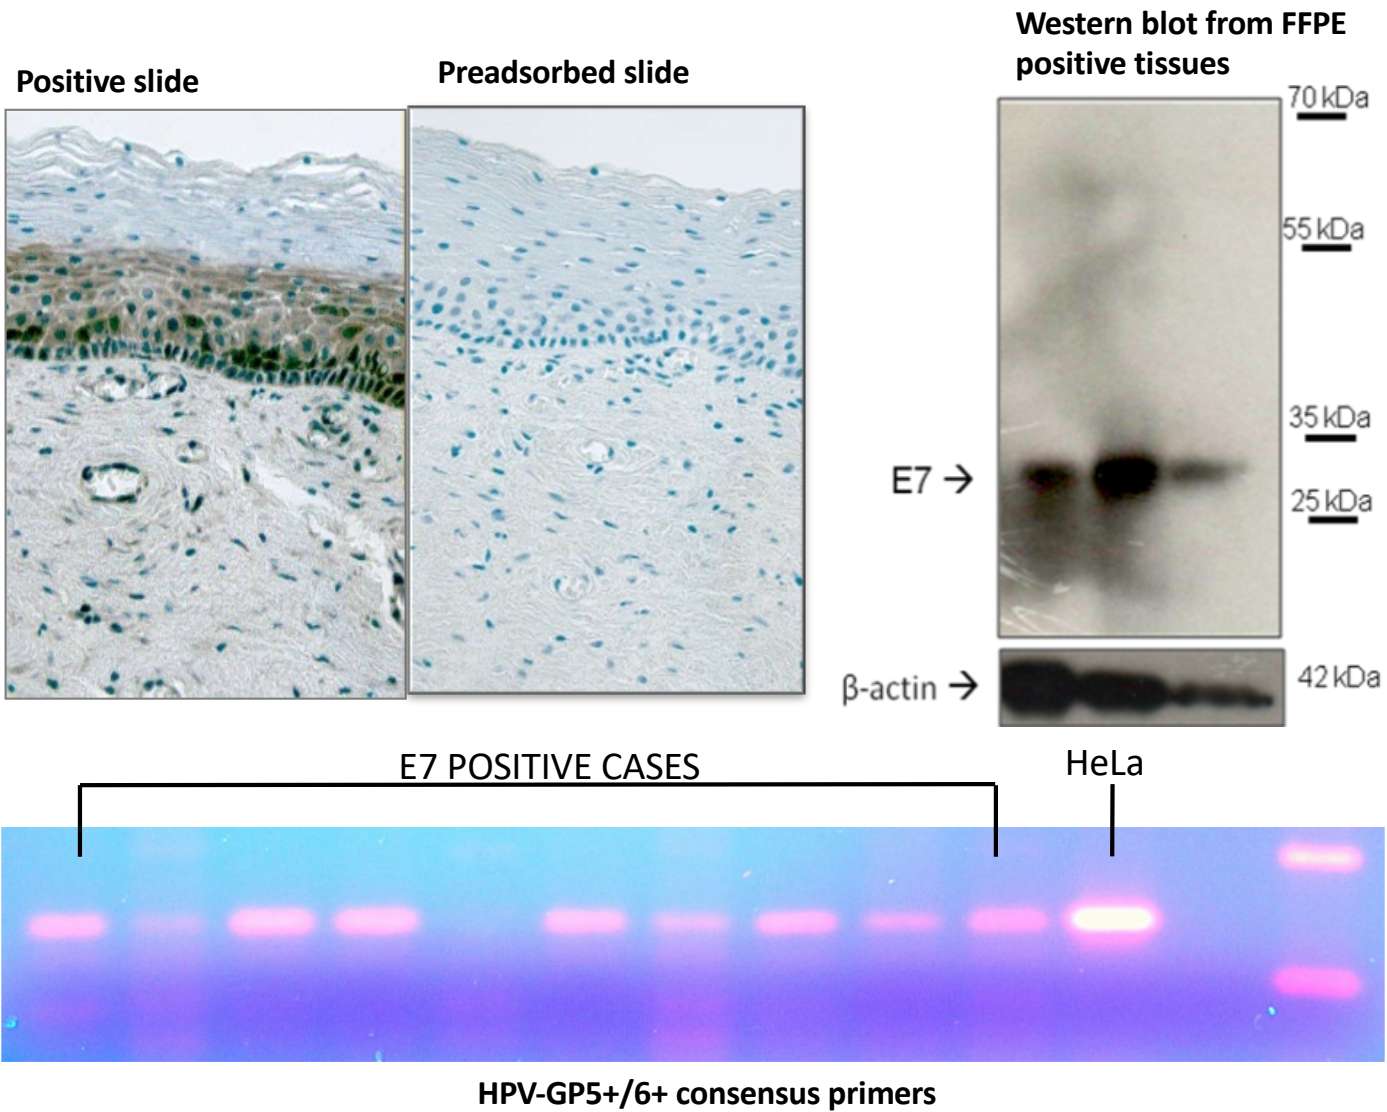 Positive slide
Preadsorbed slide
Western blot from FFPE
positive tissues
70 kDa
55 kDa
35 kDa
E7 →
25 kDa
β-actin →
42 kDa
E7 POSITIVE CASES
HeLa
HPV-GP5+/6+ consensus primers